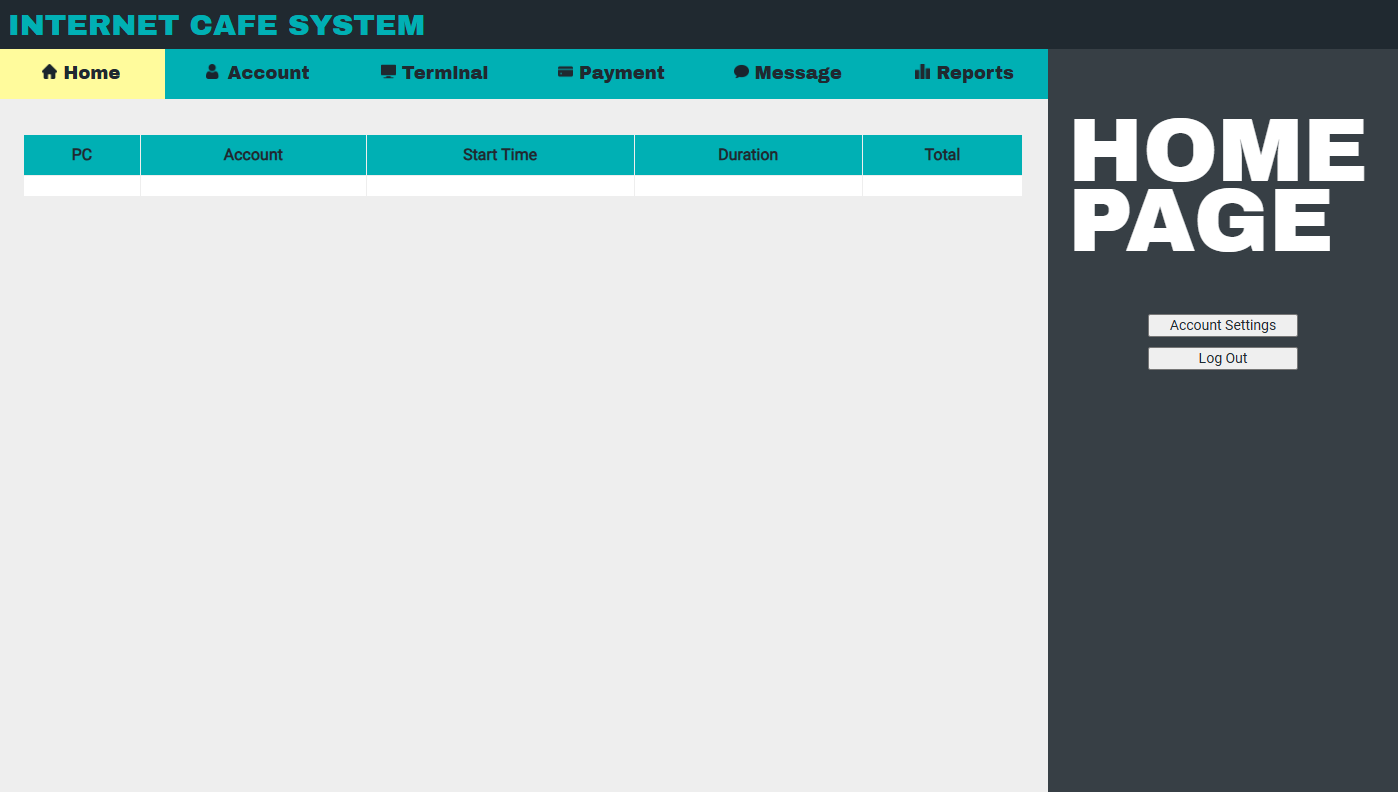 INTERNET CAFE SYSTEM
Home Account Terminal Payment Message Reports
PC Account Start Time Duration Total
HOME
PAGE
Account Settings
Log Out